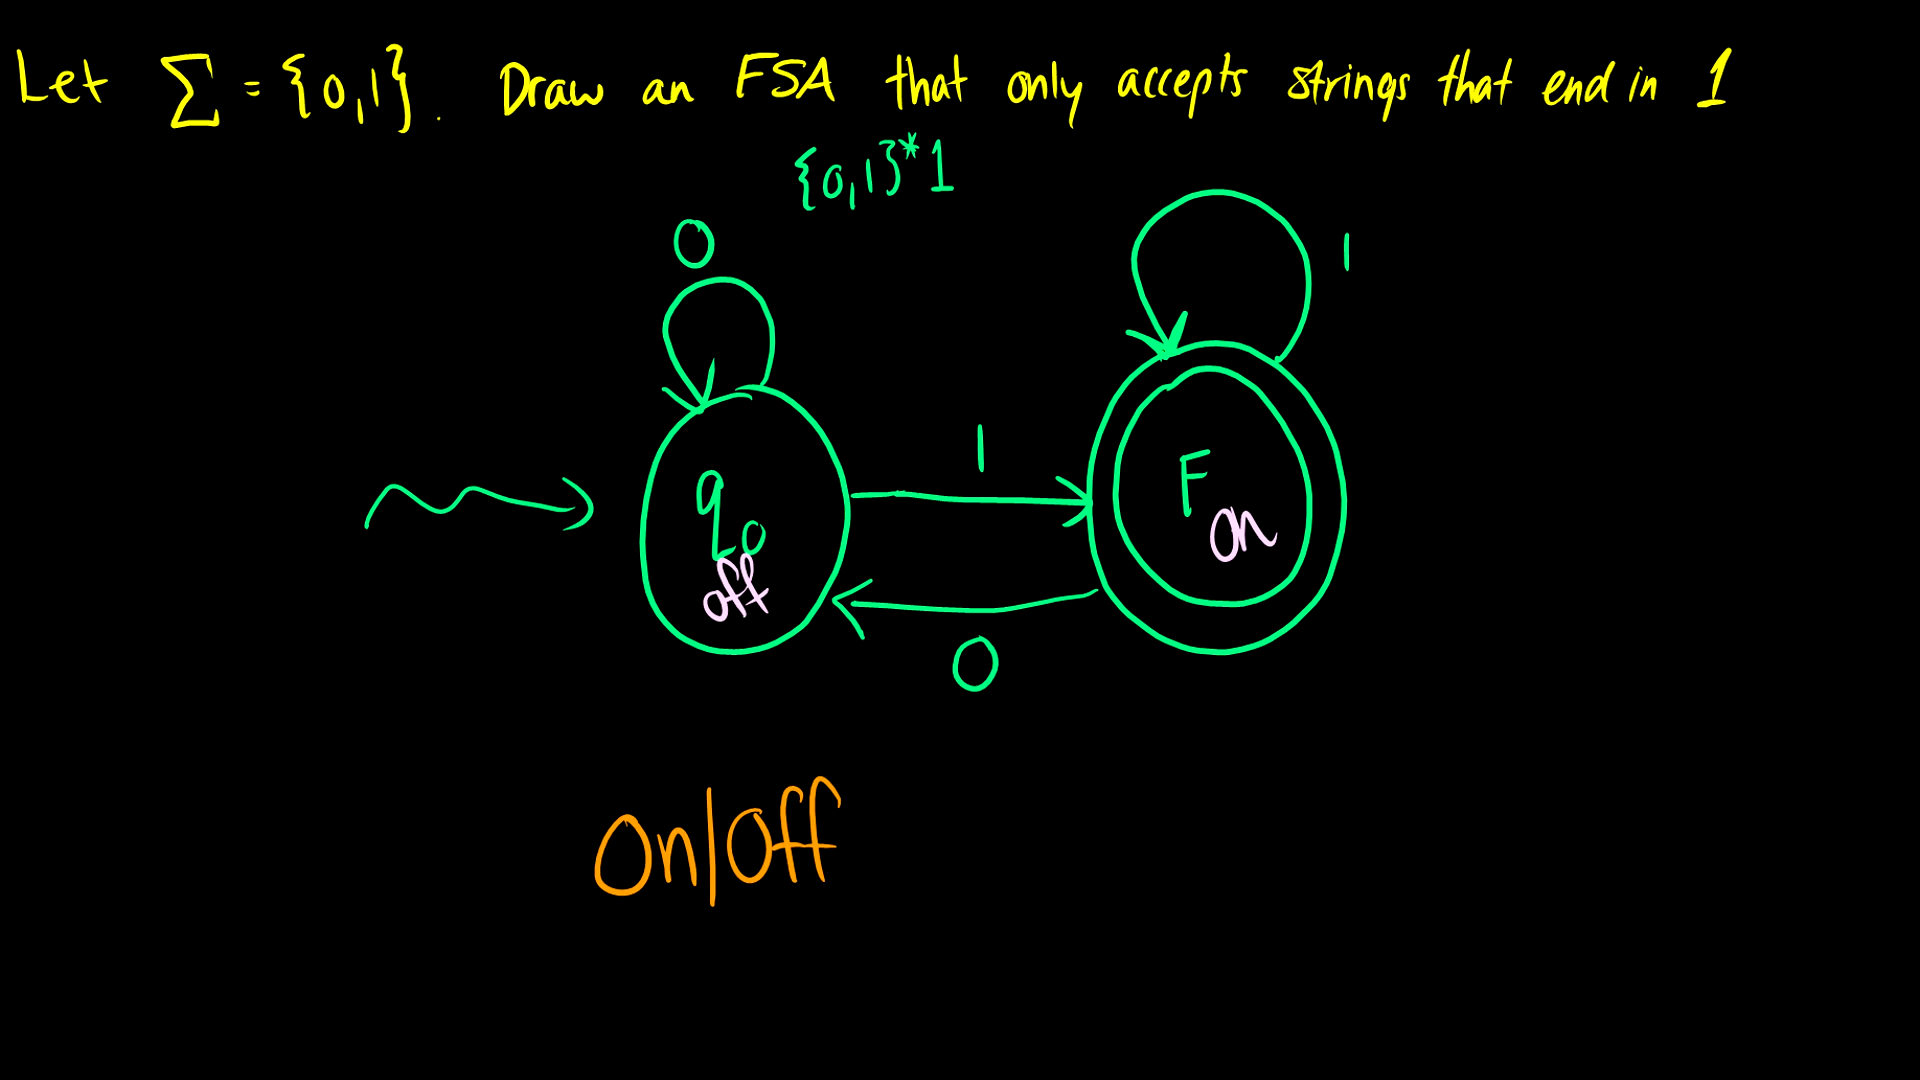 Let Σ = {0,1}. Draw an FSA that only accepts strings that end in 1
{0,1}*1
0
1
1
q0
off
F
on
0
On/Off